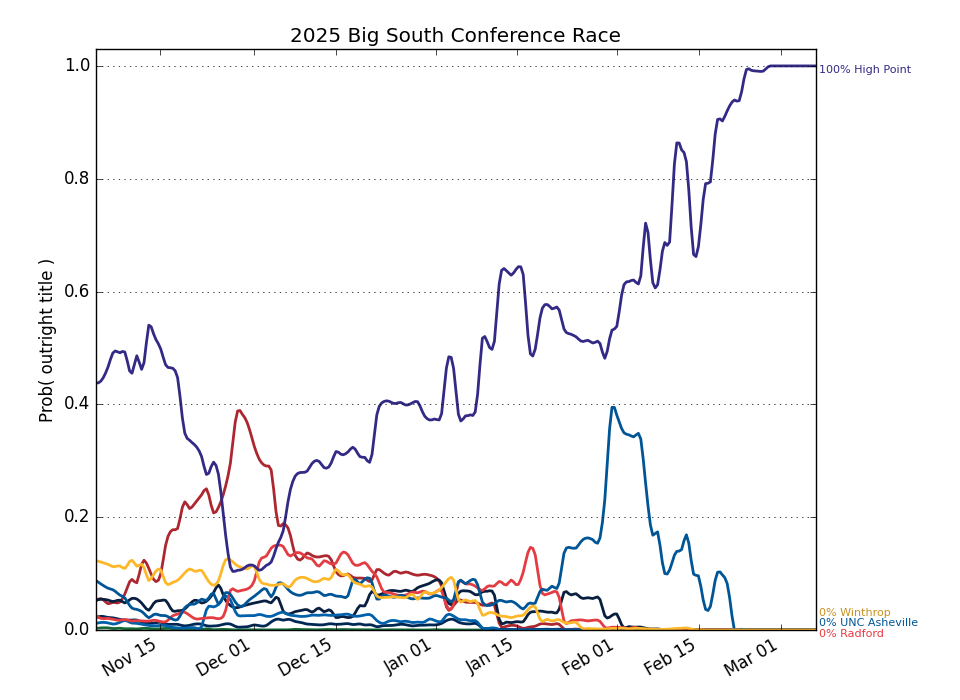 2025 Big South Conference Race
Prob( outright title )
1.0
0.8
0.6
0.4
0.2
0.0
Nov 15
Dec 01
Dec 15
Jan 01
Jan 15
Feb 01
Feb 15
Mar 01
100% High Point
0% Winthrop
0% UNC Asheville
0% Radford